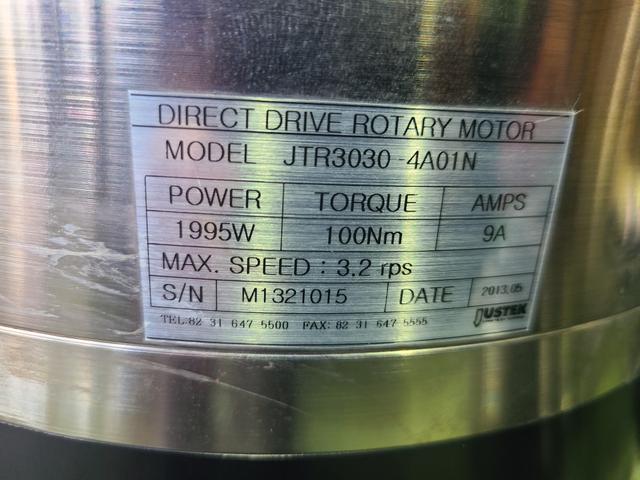 DIRECT DRIVE ROTARY MOTOR
MODEL JTR3030-4A01N
POWER TORQUE AMPS
1995W 100Nm 9A
MAX. SPEED : 3.2 rps
S/N M1321015 DATE 2013.05
TEL:82 31 647 5500 FAX: 82 31 647 5555 JUSTEK